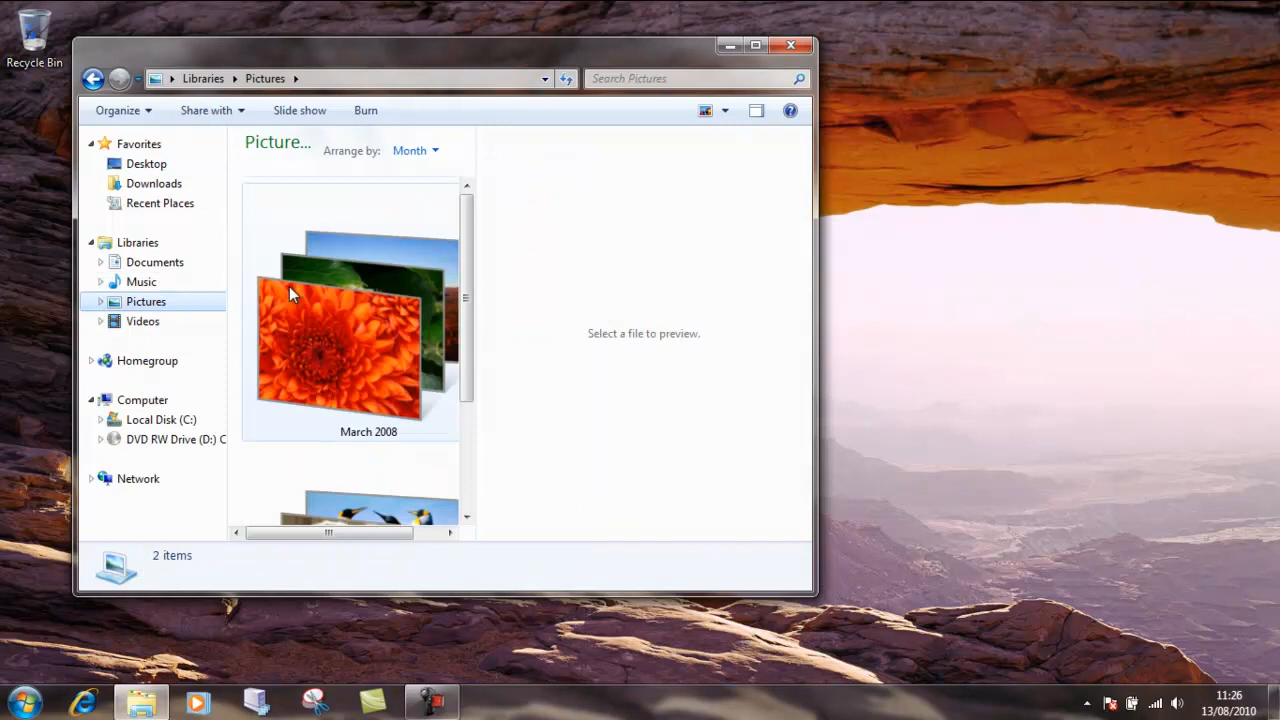 Recycle Bin
Libraries Pictures
Search Pictures
Organize Share with Slide show Burn
Favorites
Desktop
Downloads
Recent Places
Libraries
Documents
Music
Pictures
Videos
Homegroup
Computer
Local Disk (C:)
DVD RW Drive (D:) C
Network
Picture...
Arrange by: Month
March 2008
Select a file to preview.
2 items
11:26
13/08/2010